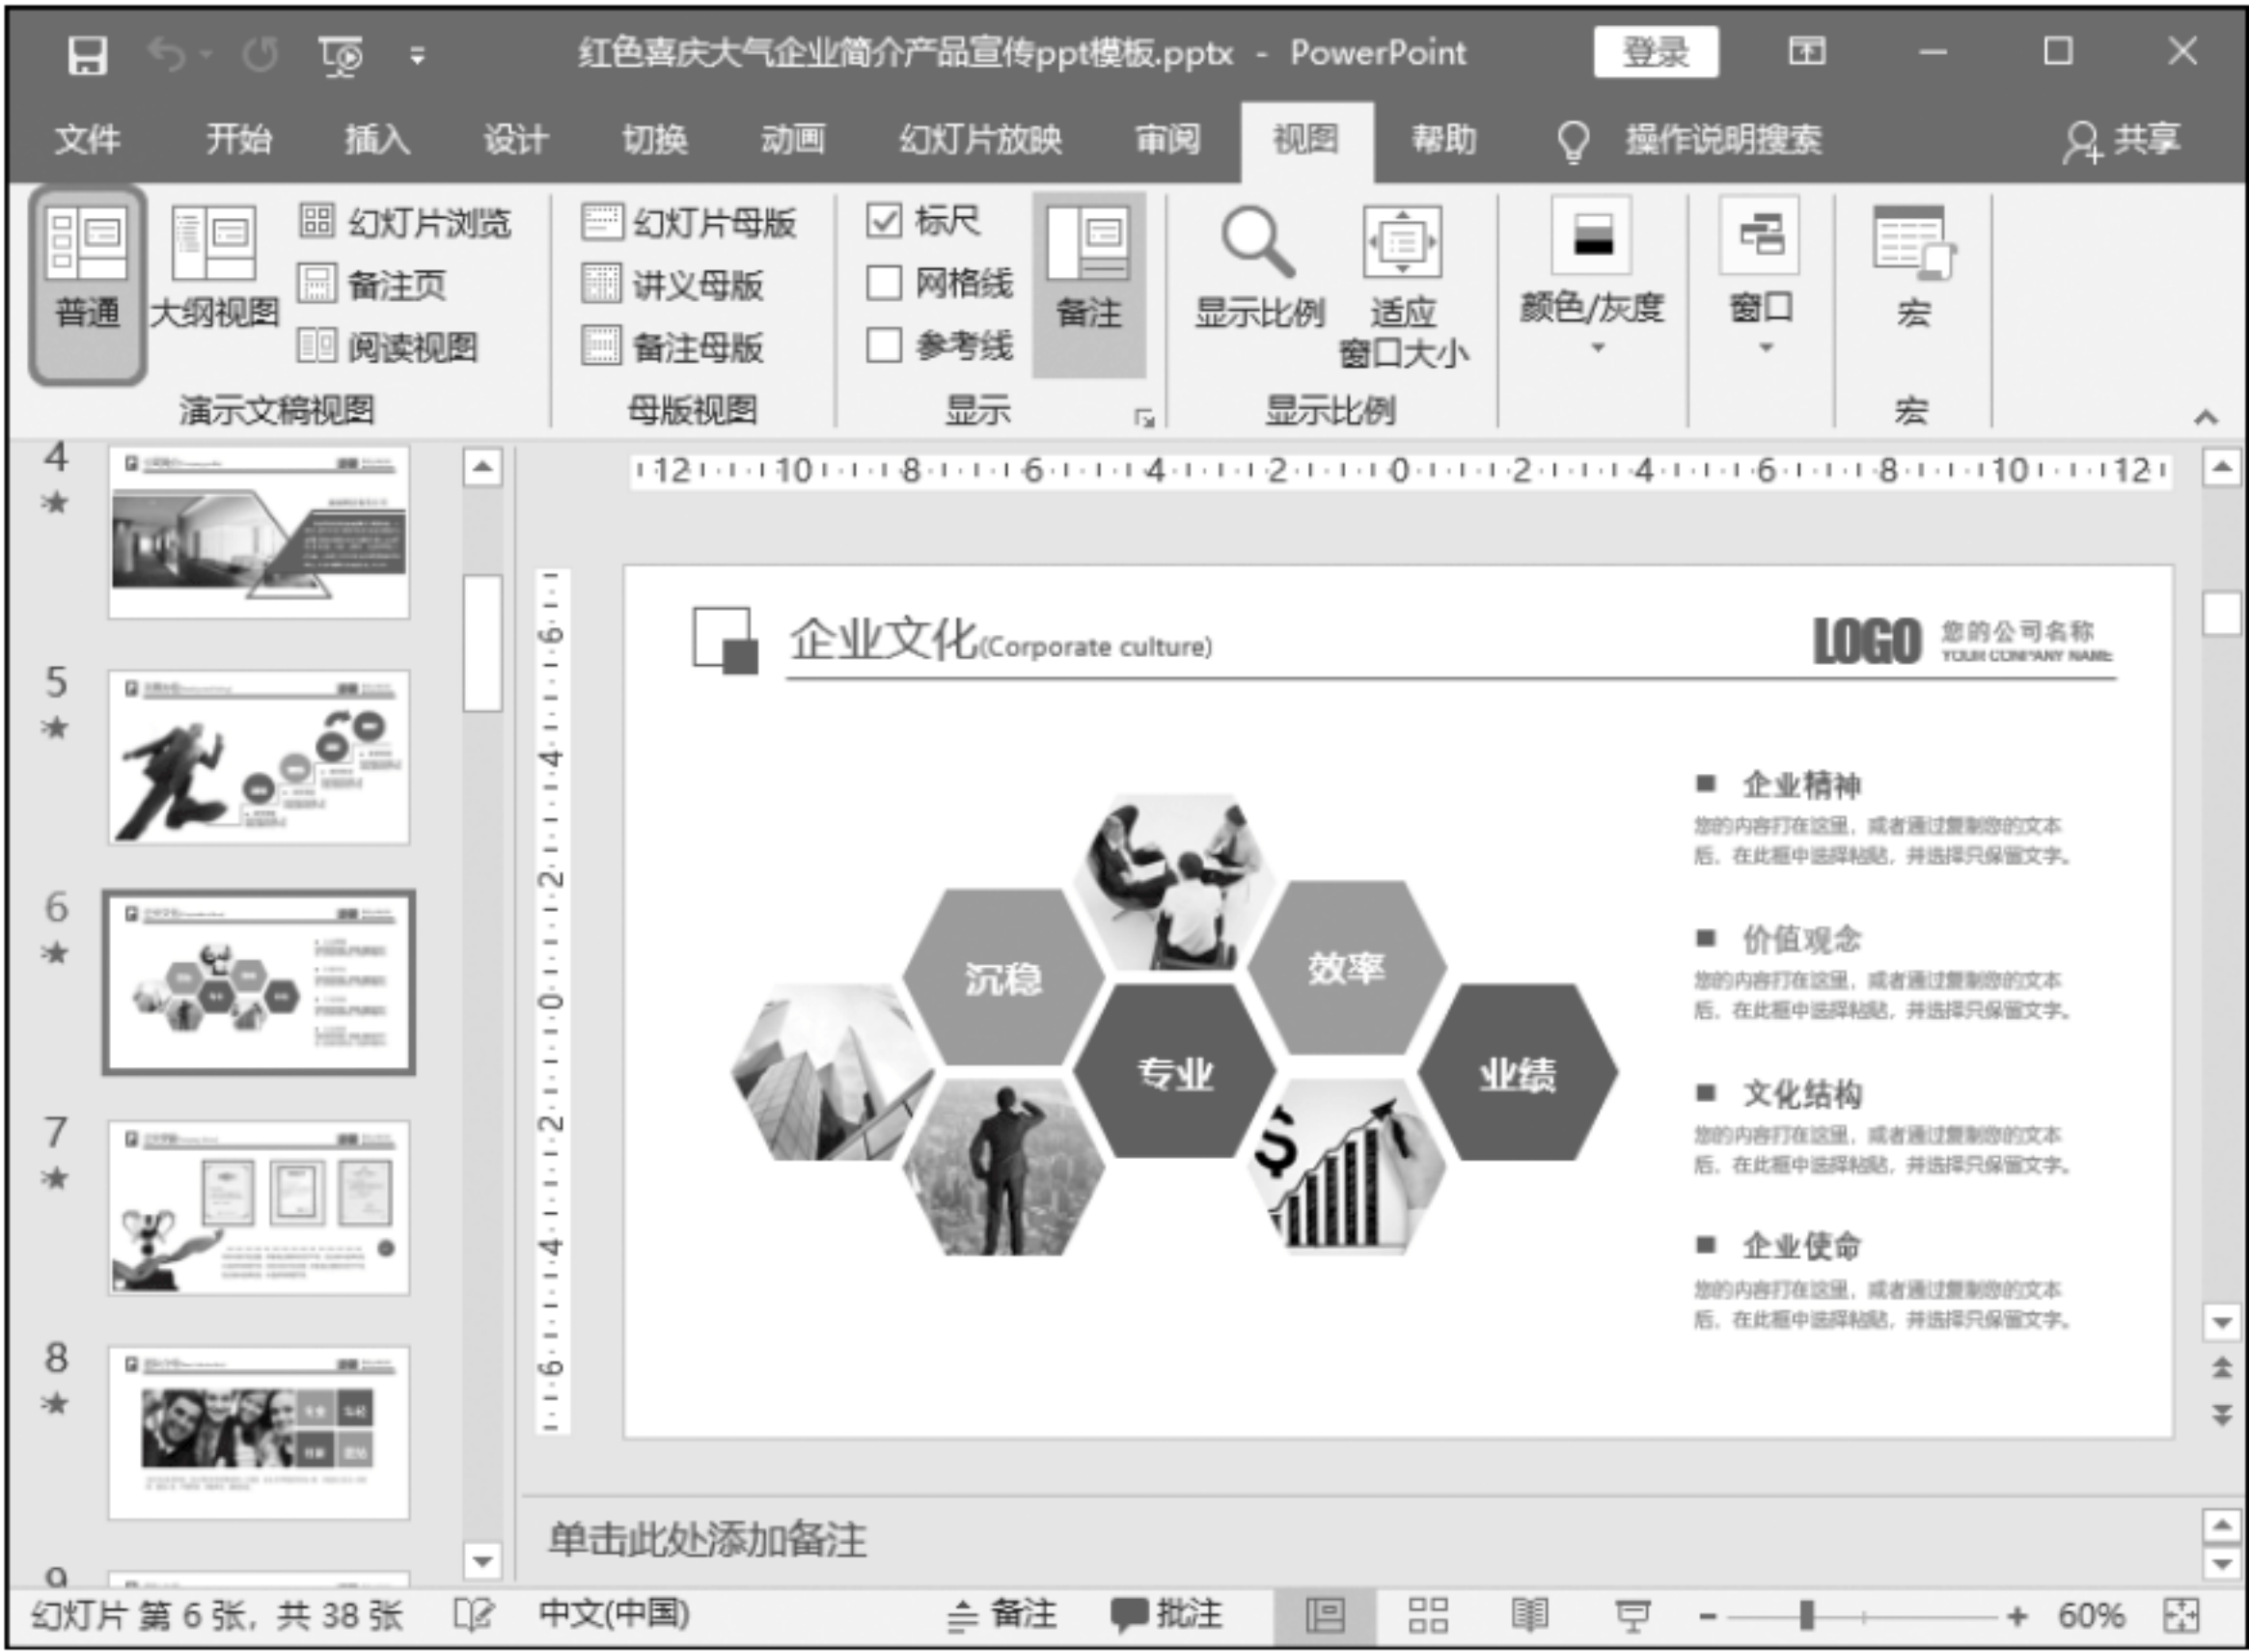 红色喜庆大气企业简介产品宣传ppt模板.pptx - PowerPoint
登录
文件 开始 插入 设计 切换 动画 幻灯片放映 审阅 视图 帮助 操作说明搜索 共享
普通
大纲视图
幻灯片浏览
备注页
阅读视图
演示文稿视图
幻灯片母版
讲义母版
备注母版
母版视图
标尺
网格线
参考线
备注
显示
显示比例
适应
窗口大小
显示比例
颜色/灰度
窗口
宏
宏
4
5
6
7
8
9
12 10 8 6 4 2 0 2 4 6 8 10 12
6
4
2
0
2
4
6
企业文化(Corporate culture)
LOGO
您的公司名称
YOUR CONPANY NAME
沉稳
效率
专业
业绩
企业精神
您的内容打在这里，或者通过复制您的文本
后，在此框中选择粘贴，并选择只保留文字。
价值观念
您的内容打在这里，或者通过复制您的文本
后，在此框中选择粘贴，并选择只保留文字。
文化结构
您的内容打在这里，或者通过复制您的文本
后，在此框中选择粘贴，并选择只保留文字。
企业使命
您的内容打在这里，或者通过复制您的文本
后，在此框中选择粘贴，并选择只保留文字。
单击此处添加备注
幻灯片 第 6 张，共 38 张 中文(中国) 备注 批注 60%